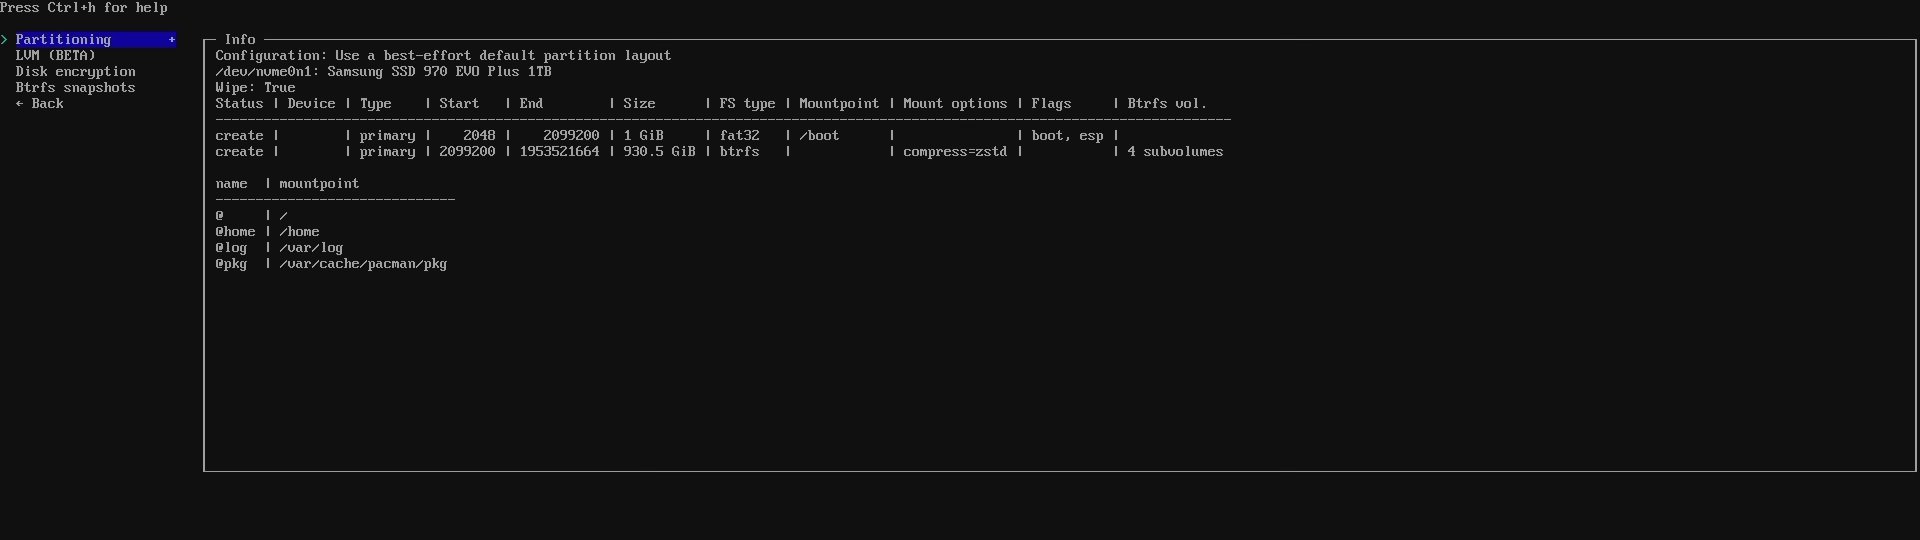 Press Ctrl+h for help
> Partitioning +
LVM (BETA)
Disk encryption
Btrfs snapshots
← Back
Info
Configuration: Use a best-effort default partition layout
/dev/nvme0n1: Samsung SSD 970 EVO Plus 1TB
Wipe: True
Status | Device | Type | Start | End | Size | FS type | Mountpoint | Mount options | Flags | Btrfs vol.
create | | primary | 2048 | 2099200 | 1 GiB | fat32 | /boot | | boot, esp |
create | | primary | 2099200 | 1953521664 | 930.5 GiB | btrfs | | compress=zstd | | 4 subvolumes
name | mountpoint
@ | /
@home | /home
@log | /var/log
@pkg | /var/cache/pacman/pkg